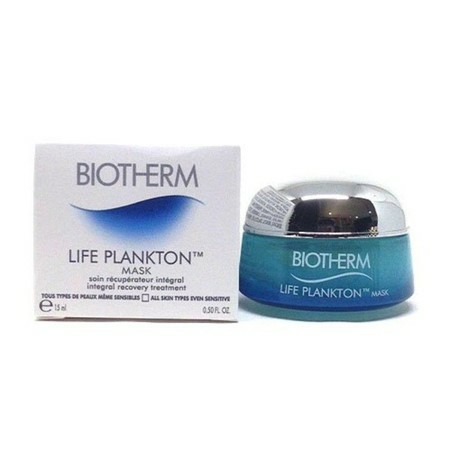 BIOTHERM
LIFE PLANKTON™
MASK
soin récupérateur intégral
integral recovery treatment
TOUS TYPES DE PEAUX MÊME SENSIBLES ALL SKIN TYPES EVEN SENSITIVE
℮ 15 ml 0.50 FL. OZ.
BIOTHERM
LIFE PLANKTON™ MASK